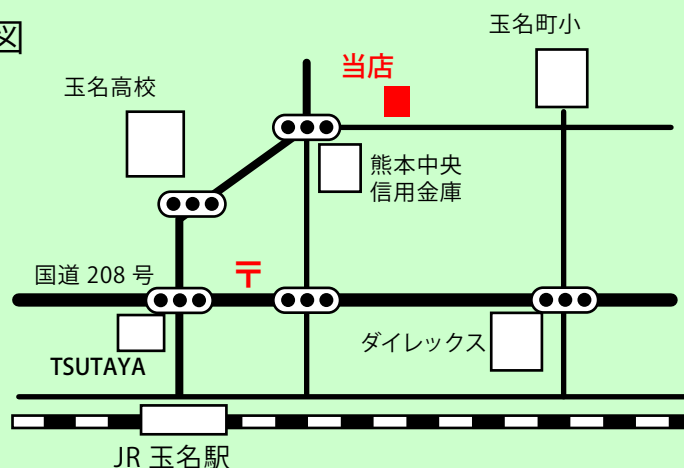 図
玉名町小
当店
玉名高校
熊本中央
信用金庫
国道 208 号
〒
ダイレックス
TSUTAYA
JR 玉名駅